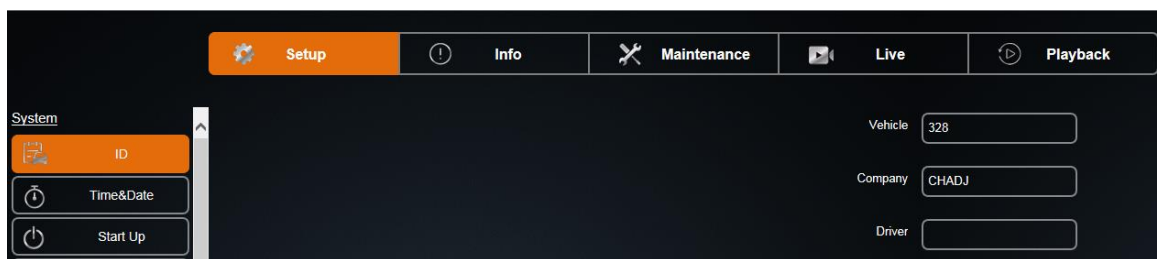 Setup Info Maintenance Live Playback
System
ID
Time&Date
Start Up
Vehicle 328
Company CHADJ
Driver